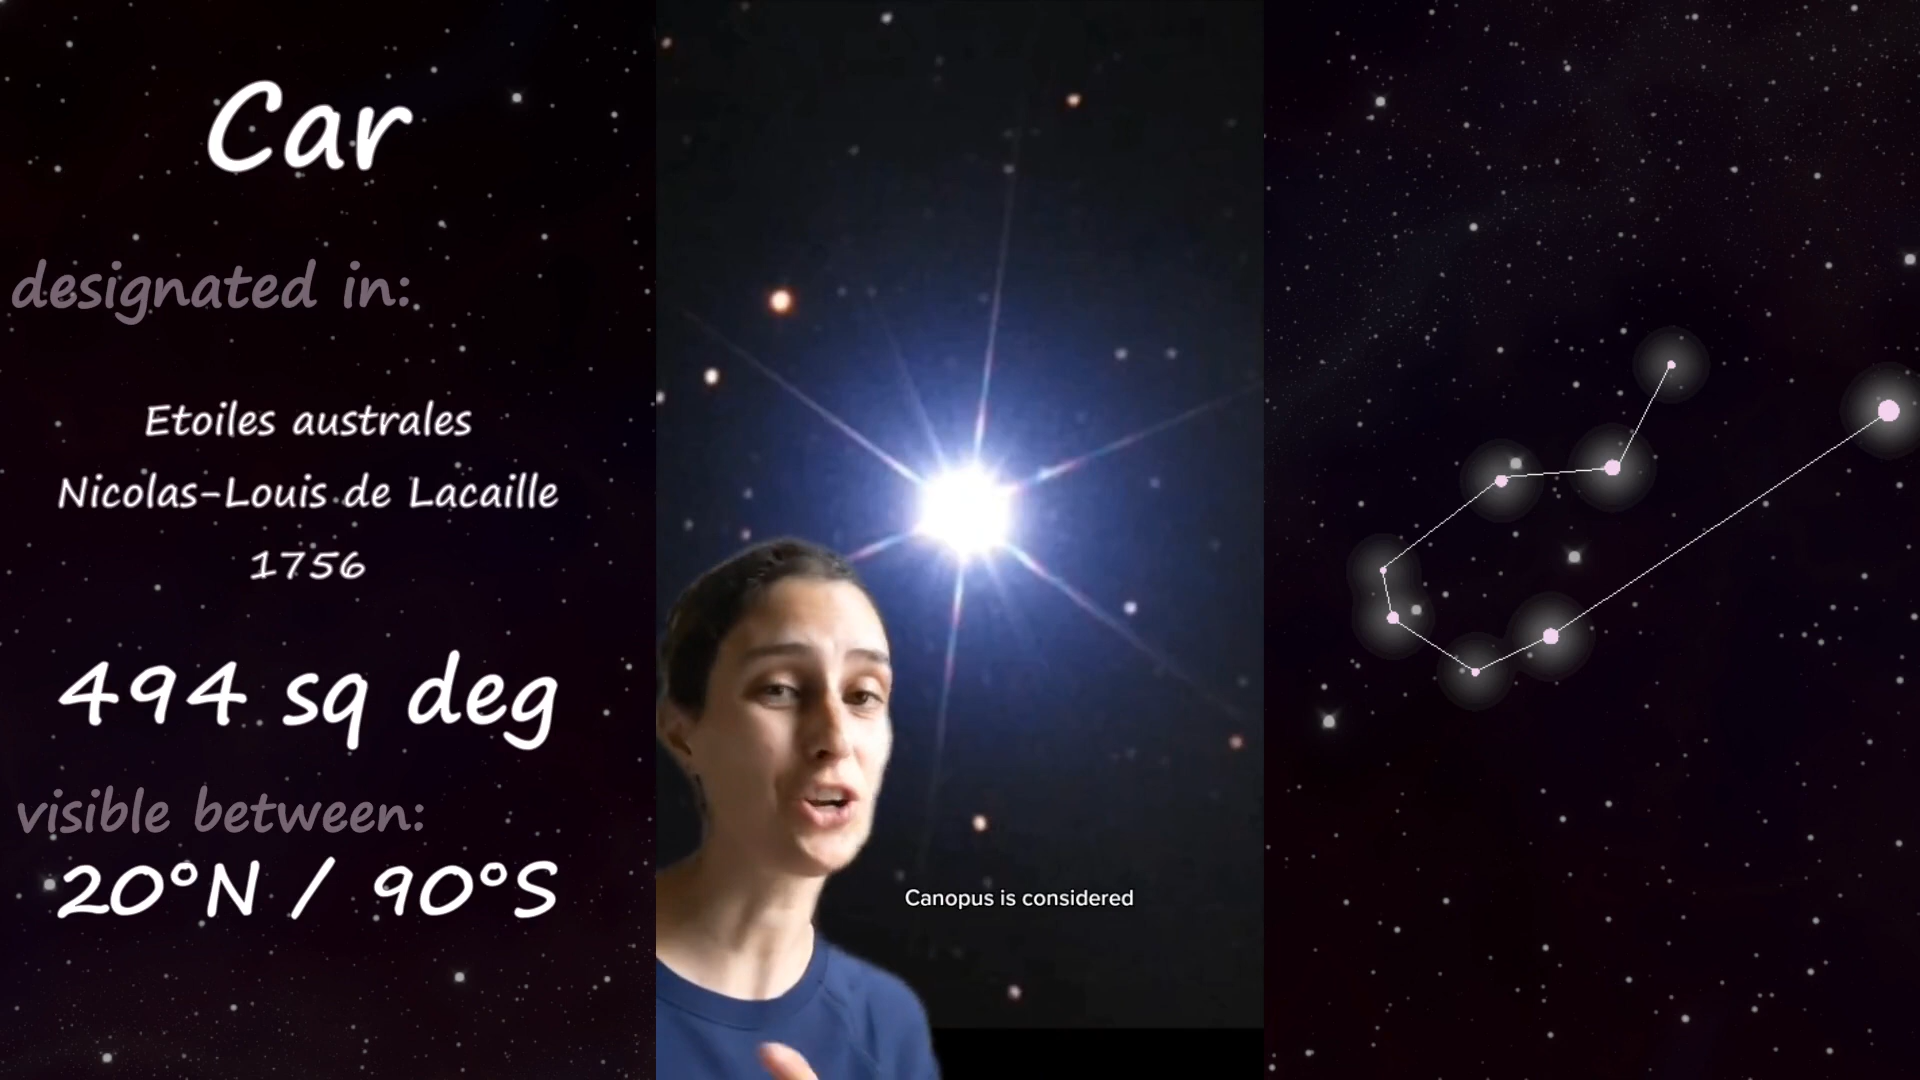 Car
designated in:
Etoiles australes
Nicolas-Louis de Lacaille
1756
494 sq deg
visible between:
20°N / 90°S
Canopus is considered